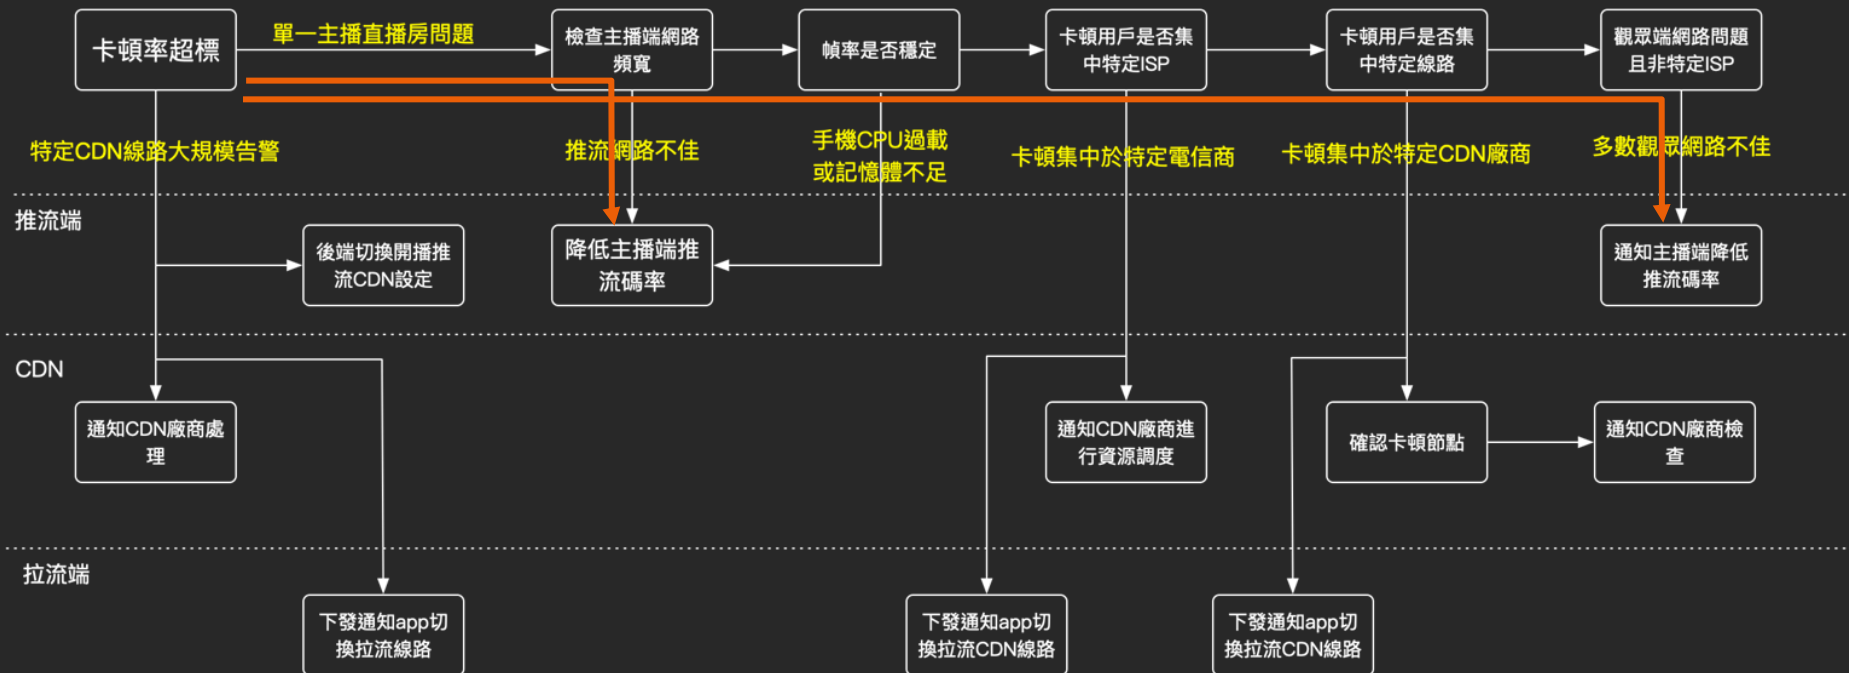 卡頓率超標
單一主播直播房問題
檢查主播端網路
頻寬
幀率是否穩定
卡頓用戶是否集
中特定ISP
卡頓用戶是否集
中特定線路
觀眾端網路問題
且非特定ISP
特定CDN線路大規模告警
推流網路不佳
手機CPU過載
或記憶體不足
卡頓集中於特定電信商
卡頓集中於特定CDN廠商
多數觀眾網路不佳
推流端
後端切換開播推
流CDN設定
降低主播端推
流碼率
通知主播端降低
推流碼率
CDN
通知CDN廠商處
理
通知CDN廠商進
行資源調度
確認卡頓節點
通知CDN廠商檢
查
拉流端
下發通知app切
換拉流線路
下發通知app切
換拉流CDN線路
下發通知app切
換拉流CDN線路